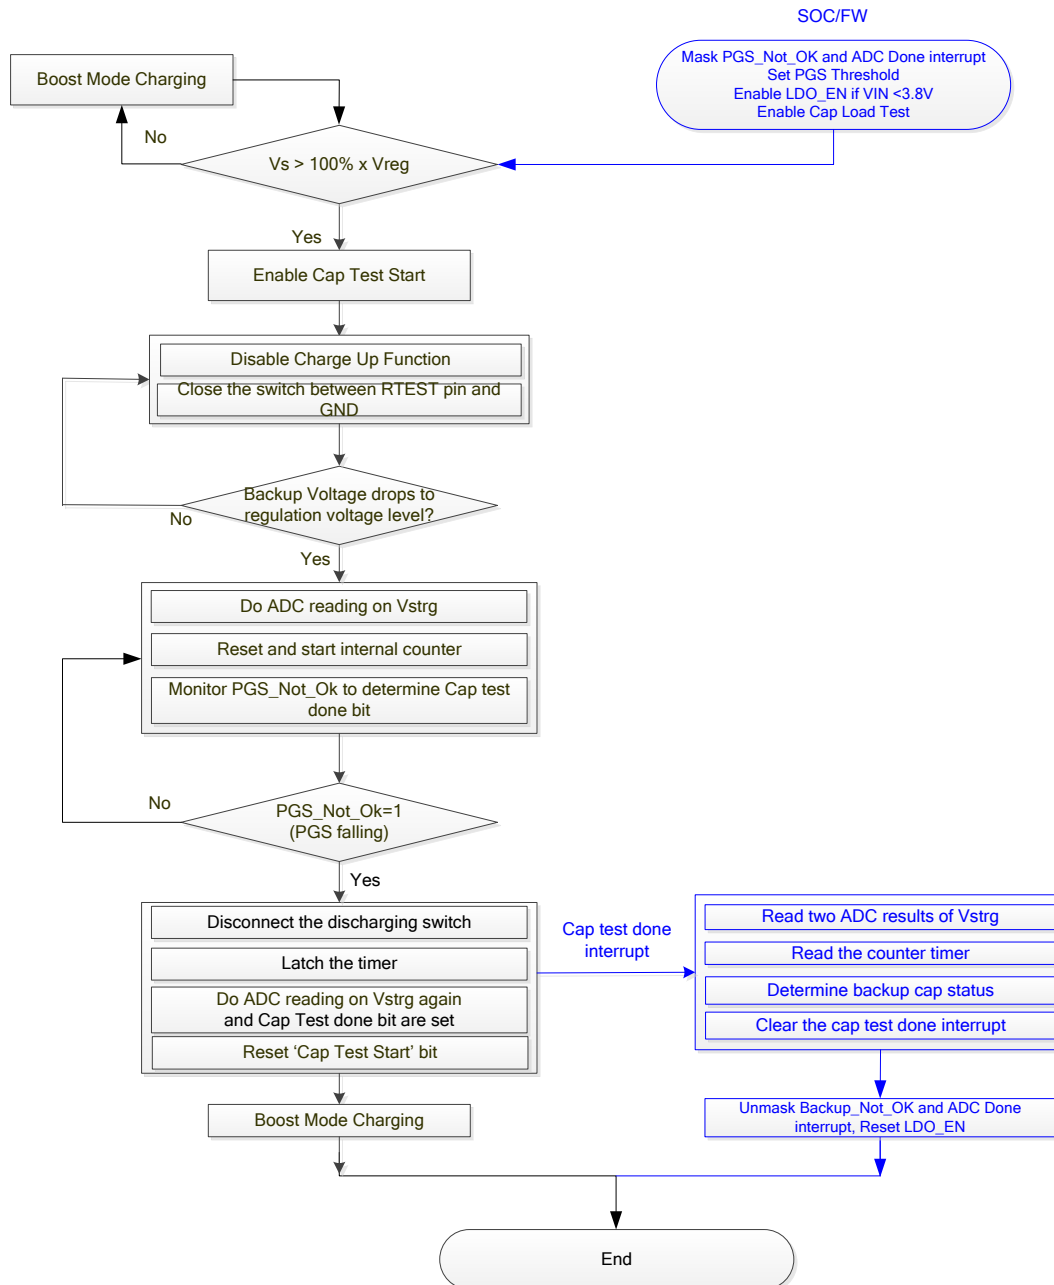 SOC/FW
Mask PGS_Not_OK and ADC Done interrupt
Set PGS Threshold
Enable LDO_EN if VIN <3.8V
Enable Cap Load Test
Boost Mode Charging
No
Vs > 100% x Vreg
Yes
Enable Cap Test Start
Disable Charge Up Function
Close the switch between RTEST pin and
GND
Backup Voltage drops to
regulation voltage level?
No
Yes
Do ADC reading on Vstrg
Reset and start internal counter
Monitor PGS_Not_Ok to determine Cap test
done bit
No
PGS_Not_Ok=1
(PGS falling)
Yes
Disconnect the discharging switch
Latch the timer
Do ADC reading on Vstrg again
and Cap Test done bit are set
Reset ‘Cap Test Start’ bit
Cap test done
interrupt
Read two ADC results of Vstrg
Read the counter timer
Determine backup cap status
Clear the cap test done interrupt
Boost Mode Charging
Unmask Backup_Not_OK and ADC Done
interrupt, Reset LDO_EN
End